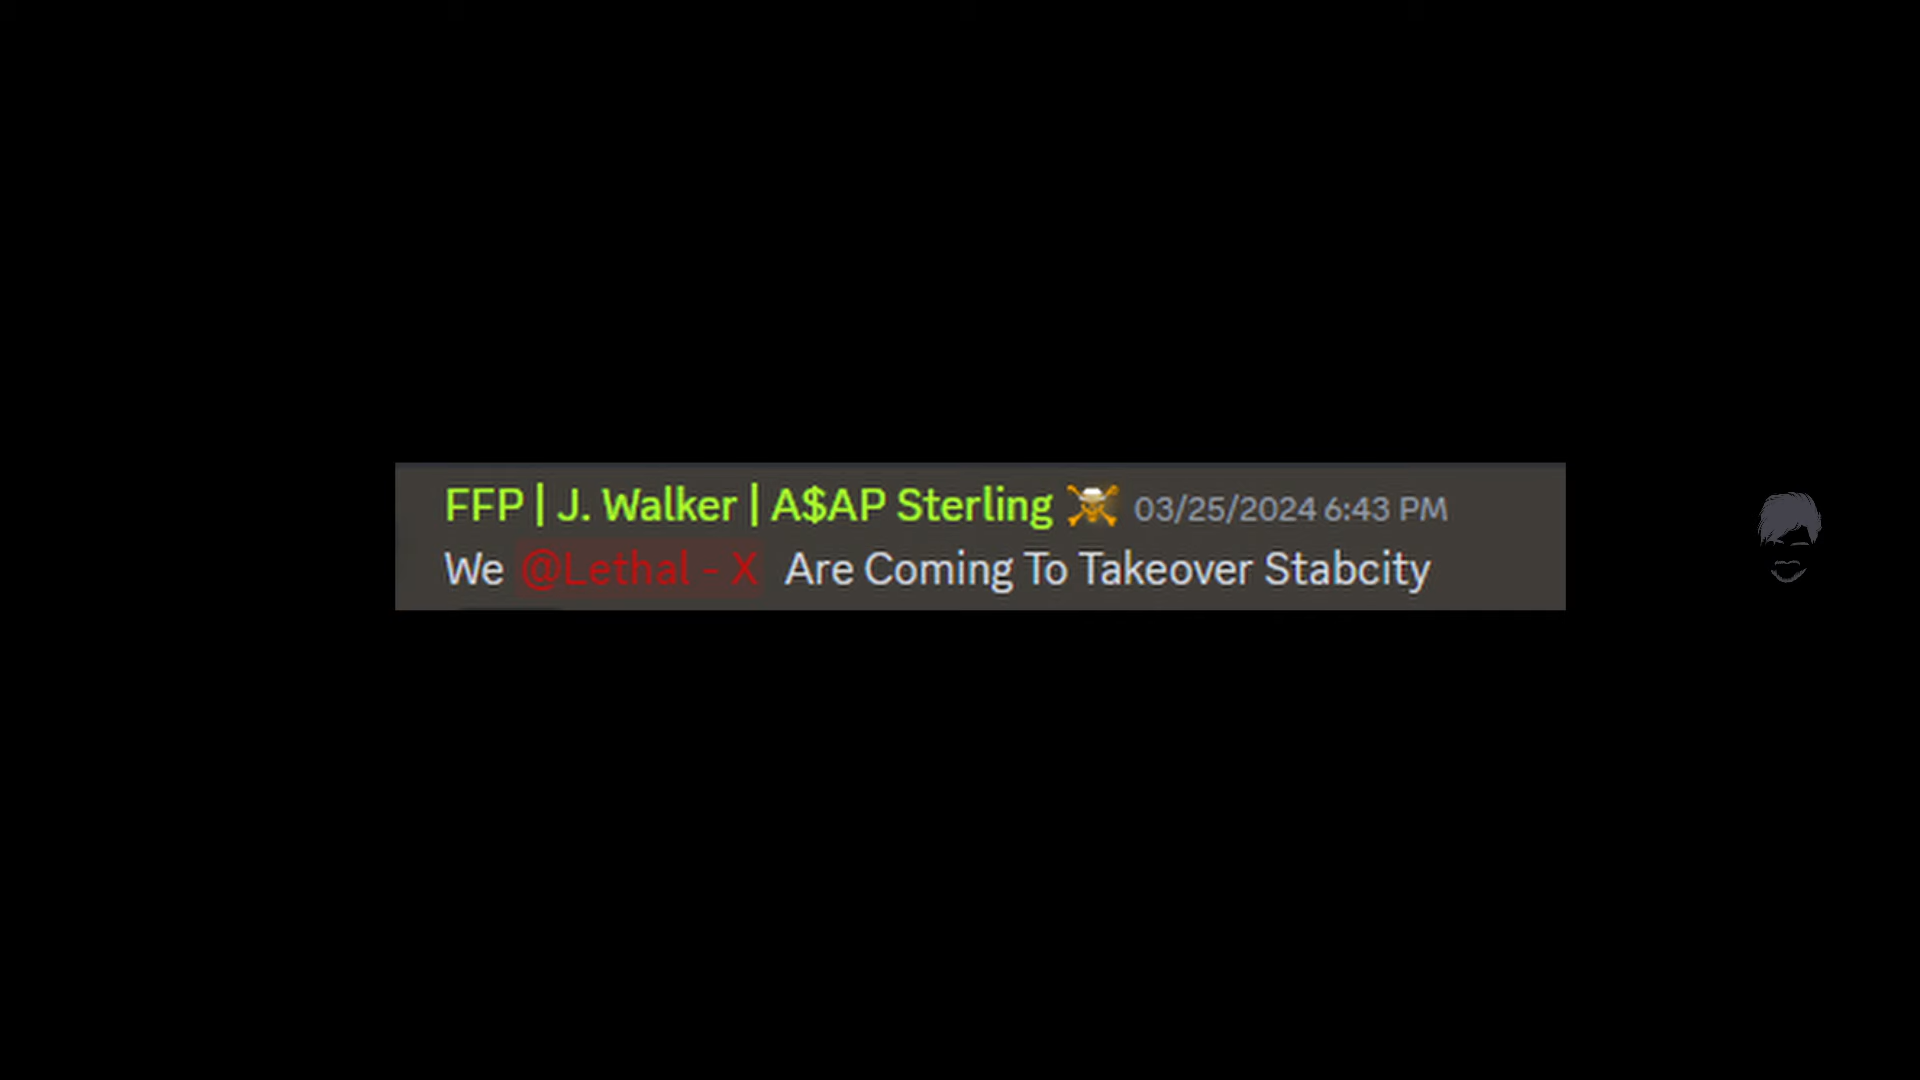 FFP | J. Walker | A$AP Sterling 03/25/2024 6:43 PM
We @Lethal - X Are Coming To Takeover Stabcity